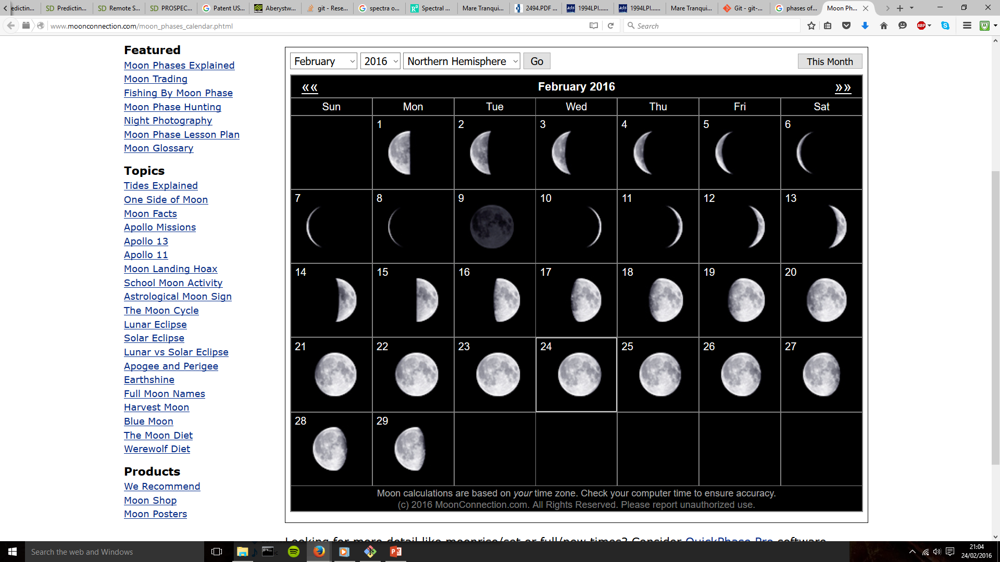 edictin...
Predictin...
Remote S...
PROSPEC...
Patent US...
Aberystw...
git - Rese...
spectra o...
Spectral ...
Mare Tranqui...
2494.PDF ...
1994LPI......
1994LPI......
Mare Tranqui...
Git - git-...
phases of...
Moon Ph...
www.moonconnection.com/moon_phases_calendar.phtml
Search
ABP
Featured
Moon Phases Explained
Moon Trading
Fishing By Moon Phase
Moon Phase Hunting
Night Photography
Moon Phase Lesson Plan
Moon Glossary
Topics
Tides Explained
One Side of Moon
Moon Facts
Apollo Missions
Apollo 13
Apollo 11
Moon Landing Hoax
School Moon Activity
Astrological Moon Sign
The Moon Cycle
Lunar Eclipse
Solar Eclipse
Lunar vs Solar Eclipse
Apogee and Perigee
Earthshine
Full Moon Names
Harvest Moon
Blue Moon
The Moon Diet
Werewolf Diet
Products
We Recommend
Moon Shop
Moon Posters
February 2016 Northern Hemisphere Go This Month
«« February 2016 »»
Sun Mon Tue Wed Thu Fri Sat
1 2 3 4 5 6
7 8 9 10 11 12 13
14 15 16 17 18 19 20
21 22 23 24 25 26 27
28 29
Moon calculations are based on your time zone. Check your computer time to ensure accuracy.
(c) 2016 MoonConnection.com. All Rights Reserved. Please report unauthorized use.
Looking for more detail like moonrise/set or full/new times? Consider QuickPhase Pro software
Search the web and Windows
21:04
24/02/2016